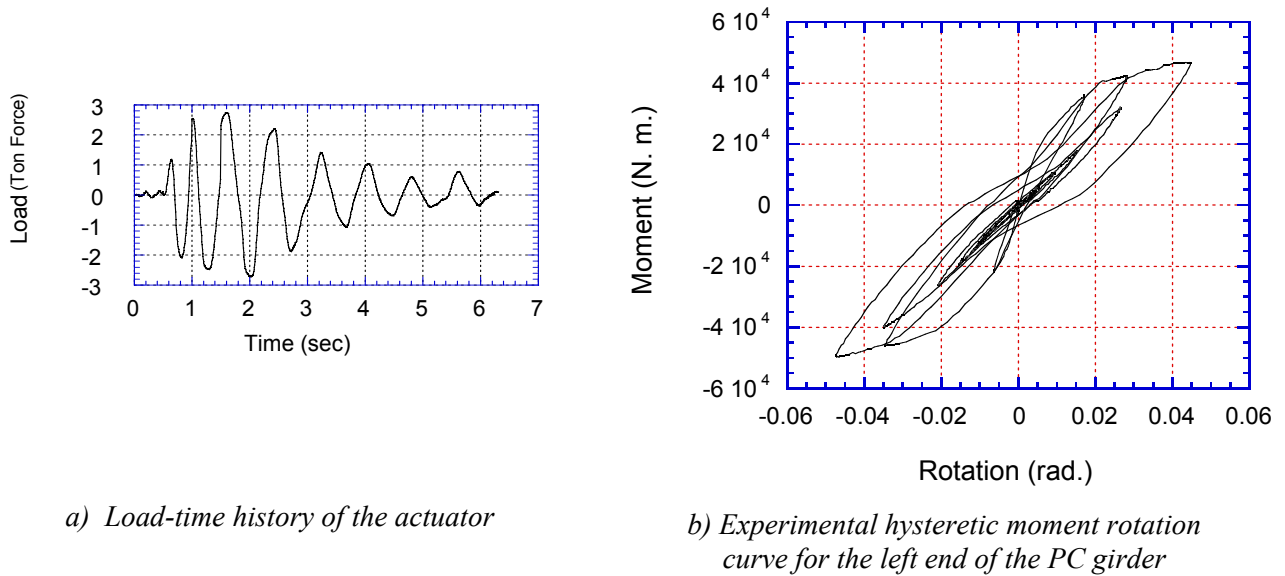 Load (Ton Force)
3
2
1
0
-1
-2
-3
0 1 2 3 4 5 6 7
Time (sec)
a) Load-time history of the actuator
Moment (N. m.)
6 10^4
4 10^4
2 10^4
0
-2 10^4
-4 10^4
-6 10^4
-0.06 -0.04 -0.02 0 0.02 0.04 0.06
Rotation (rad.)
b) Experimental hysteretic moment rotation
curve for the left end of the PC girder